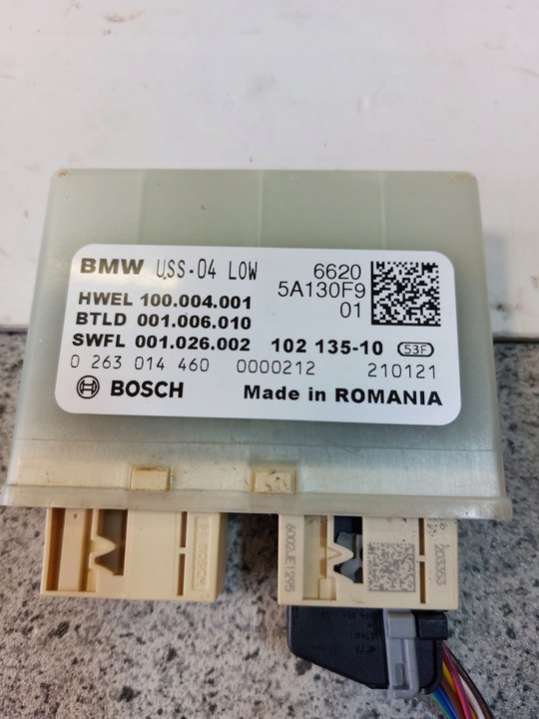 BMW USS-04 LOW 6620
5A130F9
HWEL 100.004.001 01
BTLD 001.006.010
SWFL 001.026.002 102 135-10 53F
0 263 014 460 0000212 210121
BOSCH Made in ROMANIA